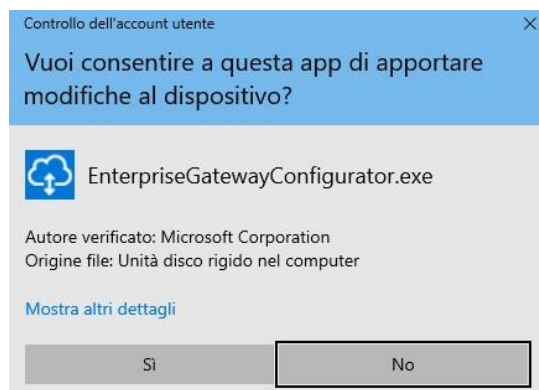 Controllo dell'account utente
Vuoi consentire a questa app di apportare
modifiche al dispositivo?
EnterpriseGatewayConfigurator.exe
Autore verificato: Microsoft Corporation
Origine file: Unità disco rigido nel computer
Mostra altri dettagli
Sì
No